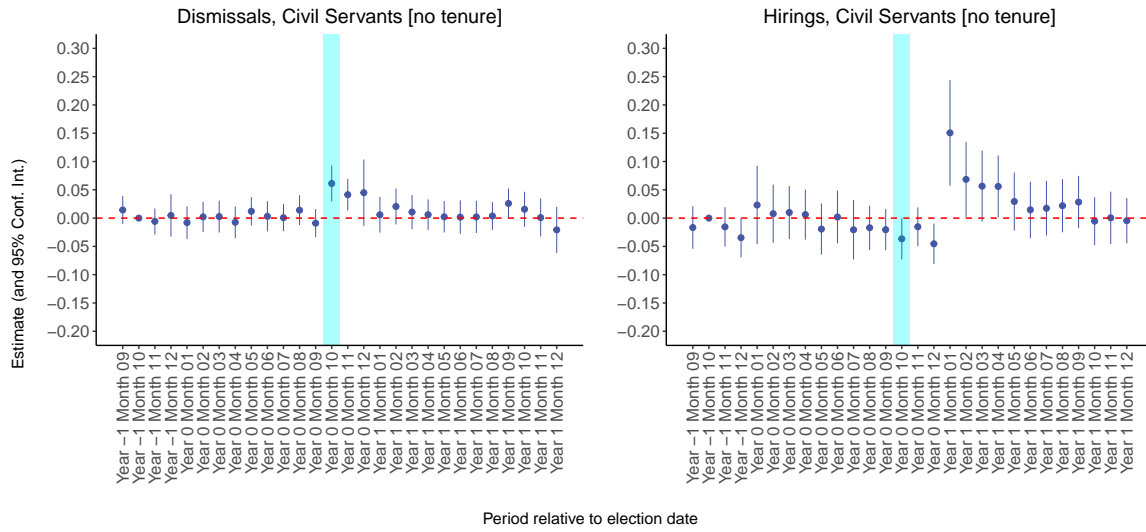 Dismissals, Civil Servants [no tenure]
Hirings, Civil Servants [no tenure]
Estimate (and 95% Conf. Int.)
0.30
0.25
0.20
0.15
0.10
0.05
0.00
−0.05
−0.10
−0.15
−0.20
Year −1 Month 09
Year −1 Month 10
Year −1 Month 11
Year −1 Month 12
Year 0 Month 01
Year 0 Month 02
Year 0 Month 03
Year 0 Month 04
Year 0 Month 05
Year 0 Month 06
Year 0 Month 07
Year 0 Month 08
Year 0 Month 09
Year 0 Month 10
Year 0 Month 11
Year 0 Month 12
Year 1 Month 01
Year 1 Month 02
Year 1 Month 03
Year 1 Month 04
Year 1 Month 05
Year 1 Month 06
Year 1 Month 07
Year 1 Month 08
Year 1 Month 09
Year 1 Month 10
Year 1 Month 11
Year 1 Month 12
0.30
0.25
0.20
0.15
0.10
0.05
0.00
−0.05
−0.10
−0.15
−0.20
Year −1 Month 09
Year −1 Month 10
Year −1 Month 11
Year −1 Month 12
Year 0 Month 01
Year 0 Month 02
Year 0 Month 03
Year 0 Month 04
Year 0 Month 05
Year 0 Month 06
Year 0 Month 07
Year 0 Month 08
Year 0 Month 09
Year 0 Month 10
Year 0 Month 11
Year 0 Month 12
Year 1 Month 01
Year 1 Month 02
Year 1 Month 03
Year 1 Month 04
Year 1 Month 05
Year 1 Month 06
Year 1 Month 07
Year 1 Month 08
Year 1 Month 09
Year 1 Month 10
Year 1 Month 11
Year 1 Month 12
Period relative to election date